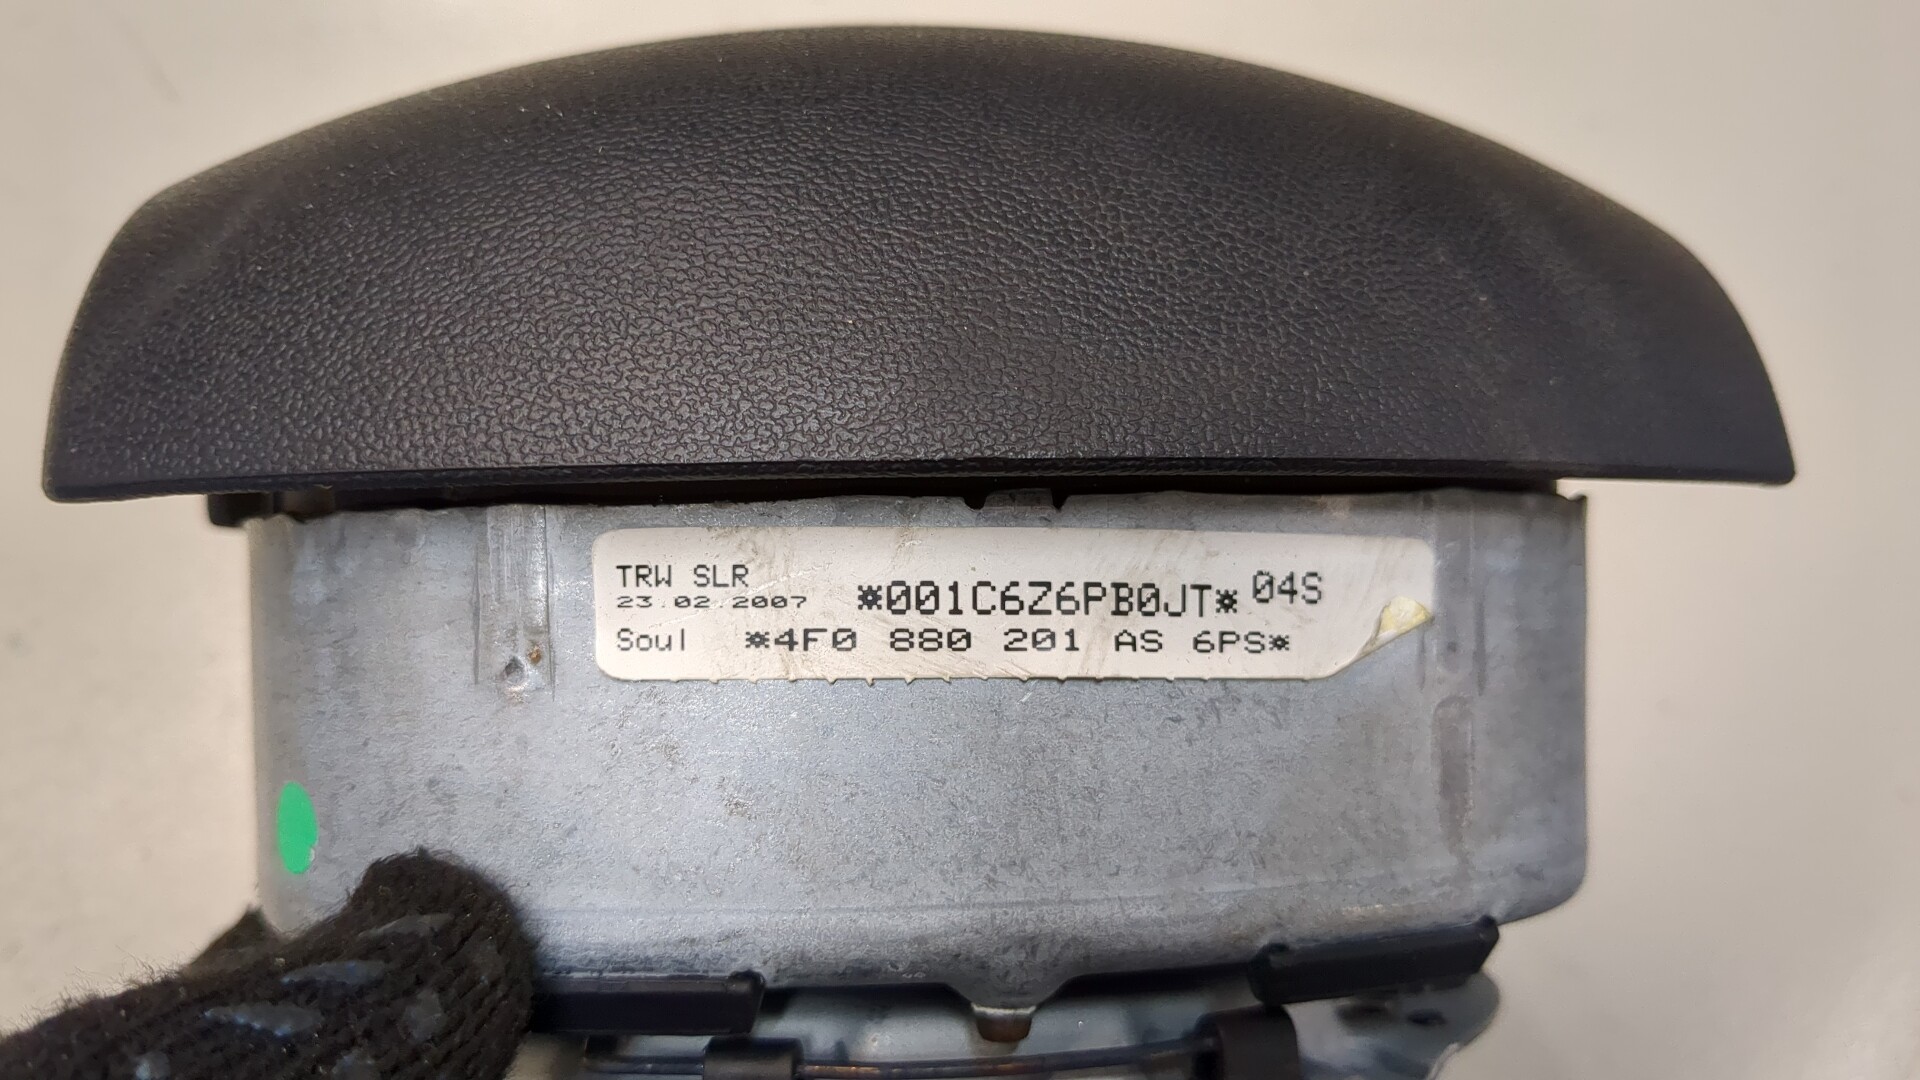 TRW SLR
23.02.2007
*001C6Z6PB0JT* 04S
Soul *4F0 880 201 AS 6PS*